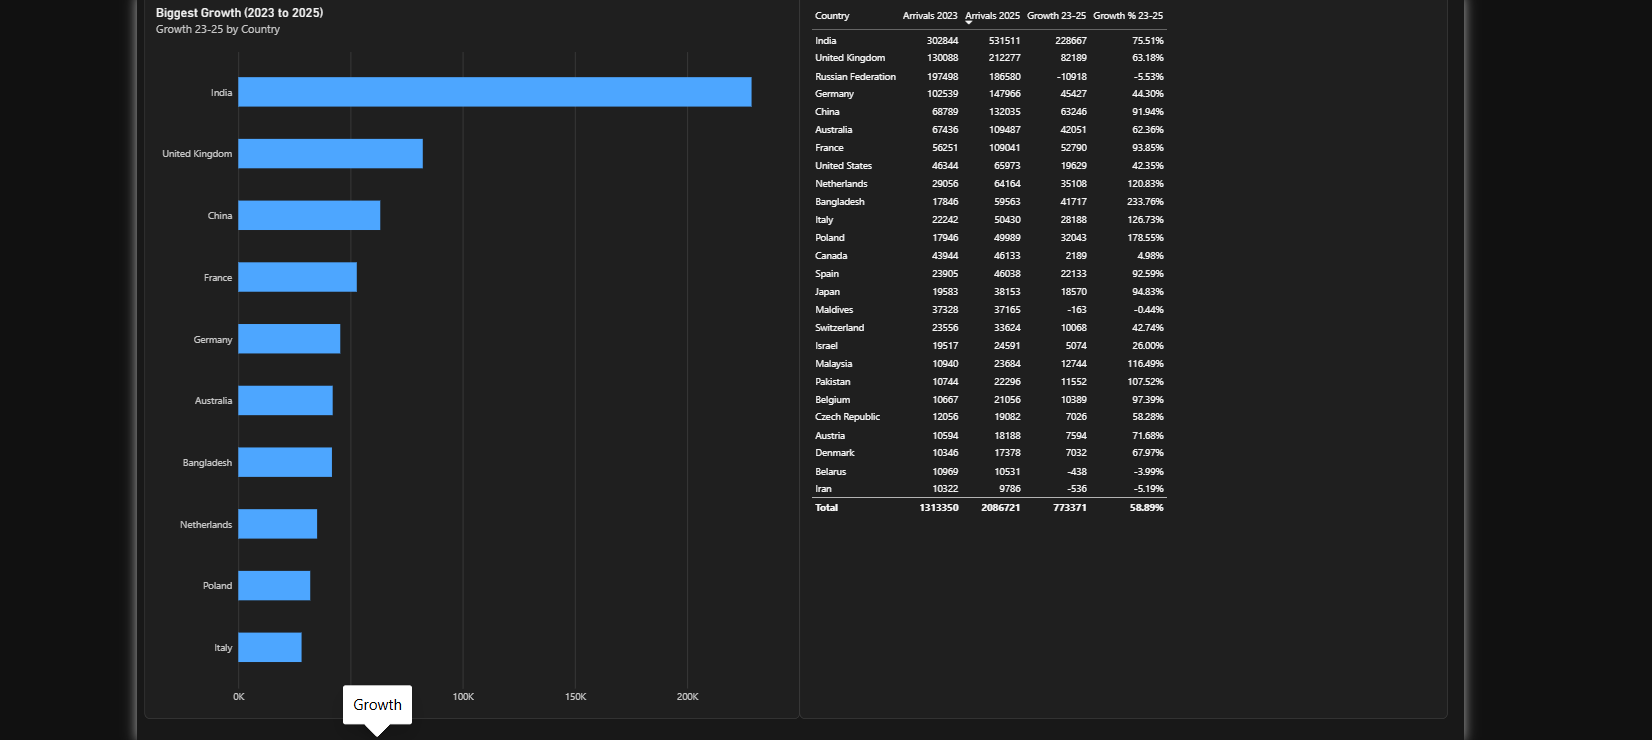 Biggest Growth (2023 to 2025)
Growth 23-25 by Country
India
United Kingdom
China
France
Germany
Australia
Bangladesh
Netherlands
Poland
Italy
0K 100K 150K 200K
Growth
Country Arrivals 2023 Arrivals 2025 Growth 23-25 Growth % 23-25
India 302844 531511 228667 75.51%
United Kingdom 130088 212277 82189 63.18%
Russian Federation 197498 186580 -10918 -5.53%
Germany 102539 147966 45427 44.30%
China 68789 132035 63246 91.94%
Australia 67436 109487 42051 62.36%
France 56251 109041 52790 93.85%
United States 46344 65973 19629 42.35%
Netherlands 29056 64164 35108 120.83%
Bangladesh 17846 59563 41717 233.76%
Italy 22242 50430 28188 126.73%
Poland 17946 49989 32043 178.55%
Canada 43944 46133 2189 4.98%
Spain 23905 46038 22133 92.59%
Japan 19583 38153 18570 94.83%
Maldives 37328 37165 -163 -0.44%
Switzerland 23556 33624 10068 42.74%
Israel 19517 24591 5074 26.00%
Malaysia 10940 23684 12744 116.49%
Pakistan 10744 22296 11552 107.52%
Belgium 10667 21056 10389 97.39%
Czech Republic 12056 19082 7026 58.28%
Austria 10594 18188 7594 71.68%
Denmark 10346 17378 7032 67.97%
Belarus 10969 10531 -438 -3.99%
Iran 10322 9786 -536 -5.19%
Total 1313350 2086721 773371 58.89%